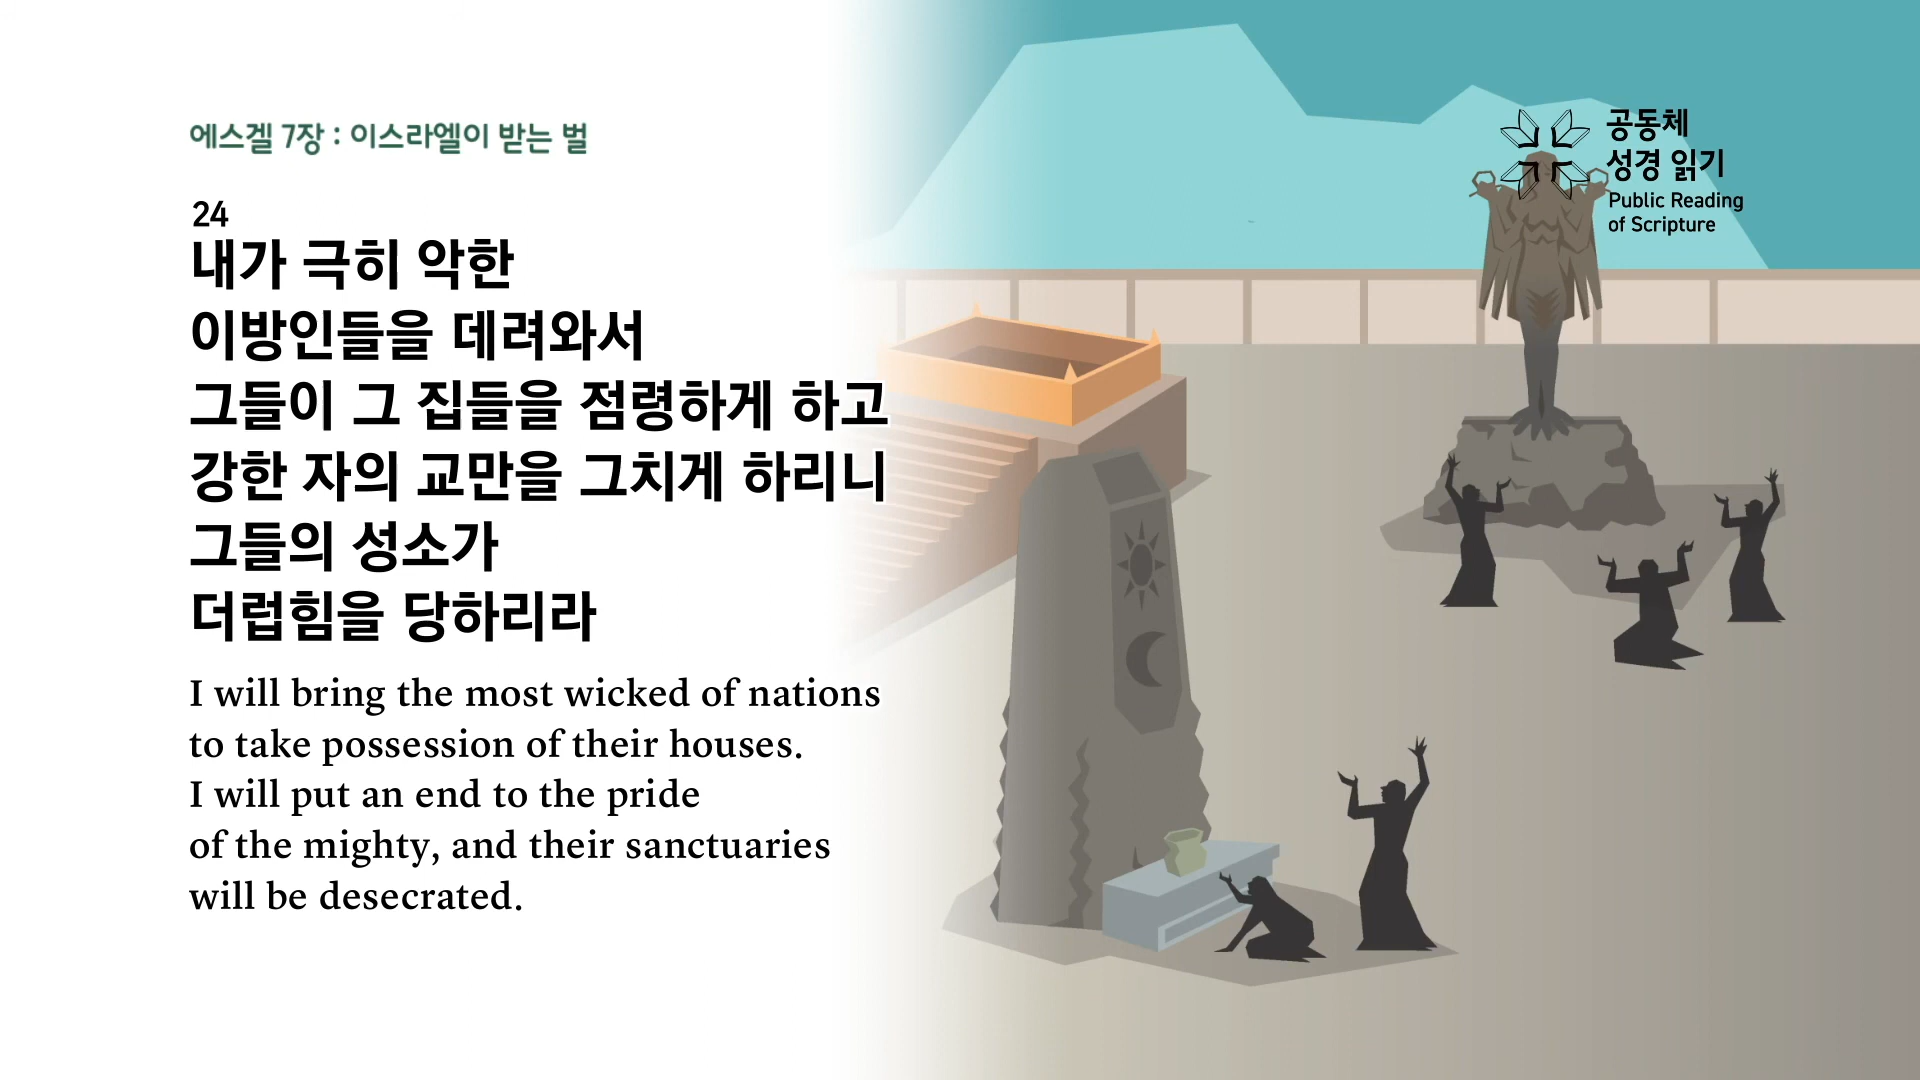 에스겔 7장 : 이스라엘이 받는 벌
24
내가 극히 악한
이방인들을 데려와서
그들이 그 집들을 점령하게 하고
강한 자의 교만을 그치게 하리니
그들의 성소가
더럽힘을 당하리라
I will bring the most wicked of nations
to take possession of their houses.
I will put an end to the pride
of the mighty, and their sanctuaries
will be desecrated.
공동체
성경 읽기
Public Reading
of Scripture